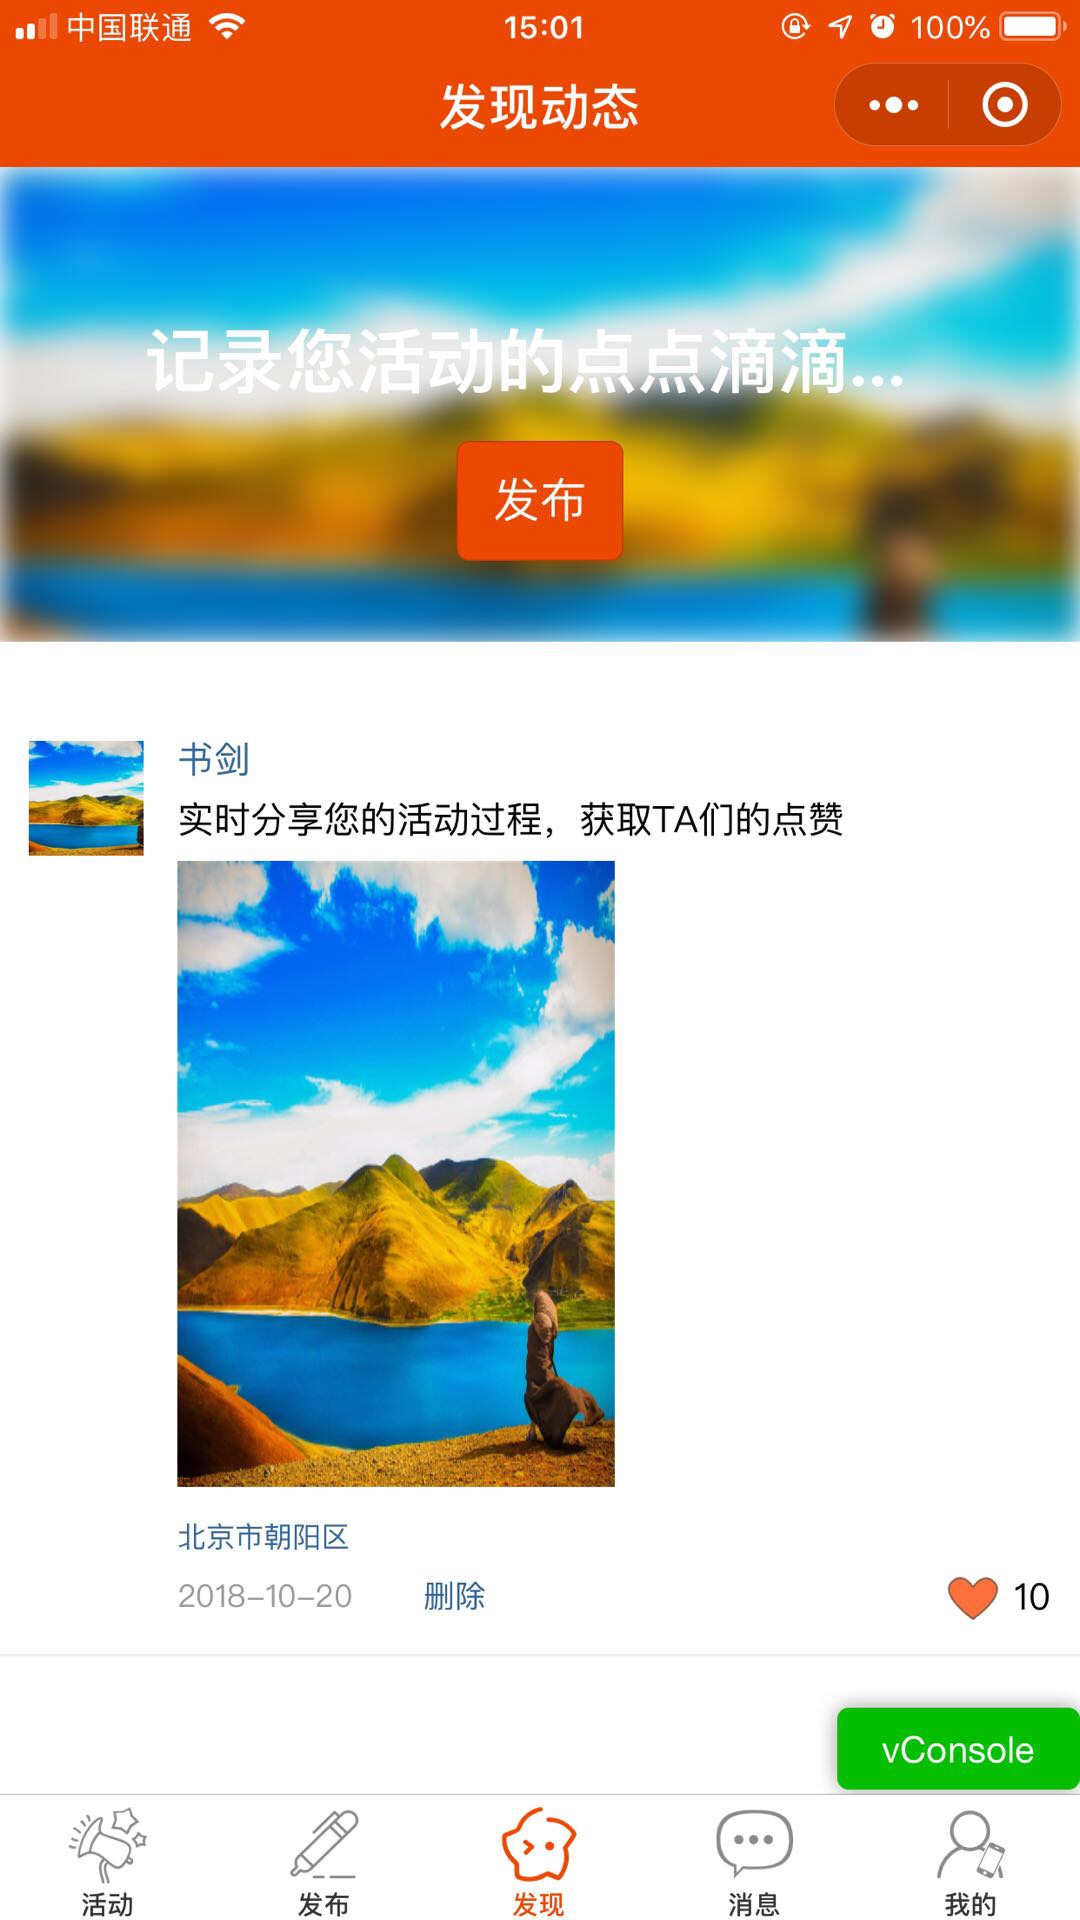 中国联通
15:01
100%
发现动态
记录您活动的点点滴滴...
发布
书剑
实时分享您的活动过程，获取TA们的点赞
北京市朝阳区
2018-10-20 删除
10
vConsole
活动 发布 发现 消息 我的